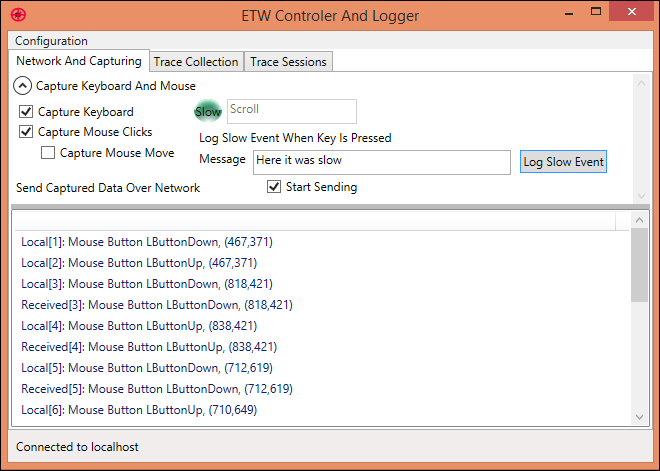 ETW Controler And Logger
Configuration
Network And Capturing Trace Collection Trace Sessions
Capture Keyboard And Mouse
Capture Keyboard Slow Scroll
Capture Mouse Clicks Log Slow Event When Key Is Pressed
Capture Mouse Move Message Here it was slow Log Slow Event
Send Captured Data Over Network Start Sending
Local[1]: Mouse Button LButtonDown, (467,371)
Local[2]: Mouse Button LButtonUp, (467,371)
Local[3]: Mouse Button LButtonDown, (818,421)
Received[3]: Mouse Button LButtonDown, (818,421)
Local[4]: Mouse Button LButtonUp, (838,421)
Received[4]: Mouse Button LButtonUp, (838,421)
Local[5]: Mouse Button LButtonDown, (712,619)
Received[5]: Mouse Button LButtonDown, (712,619)
Local[6]: Mouse Button LButtonUp, (710,649)
Connected to localhost